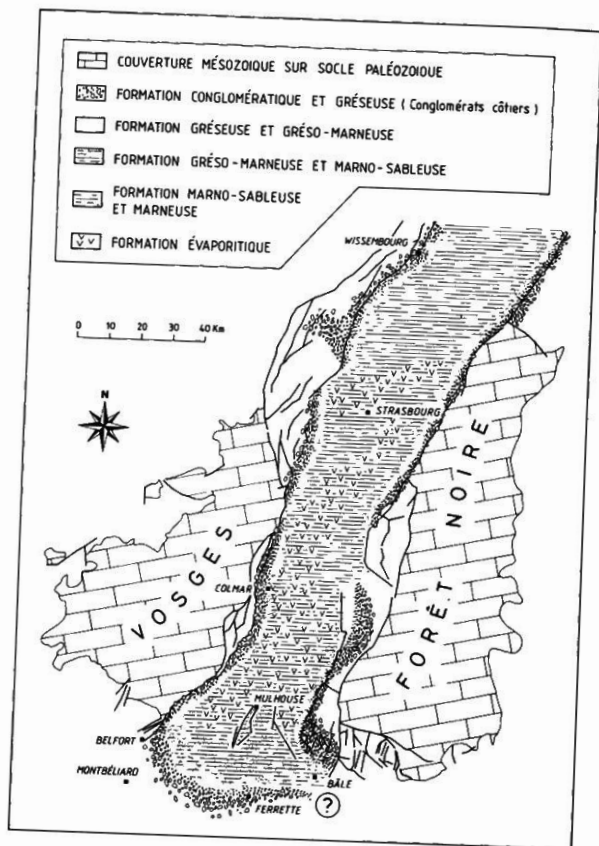 COUVERTURE MÉSOZOIQUE SUR SOCLE PALÉOZOIQUE
FORMATION CONGLOMÉRATIQUE ET GRÉSEUSE (Conglomérats côtiers)
FORMATION GRÉSEUSE ET GRÉSO-MARNEUSE
FORMATION GRÉSO-MARNEUSE ET MARNO-SABLEUSE
FORMATION MARNO-SABLEUSE
ET MARNEUSE
FORMATION ÉVAPORITIQUE
WISSEMBOURG
0 10 20 40 Km
N
STRASBOURG
FORÊT NOIRE
VOSGES
COLMAR
MULHOUSE
BELFORT
MONTBÉLIARD
BÂLE
FERRETTE
?